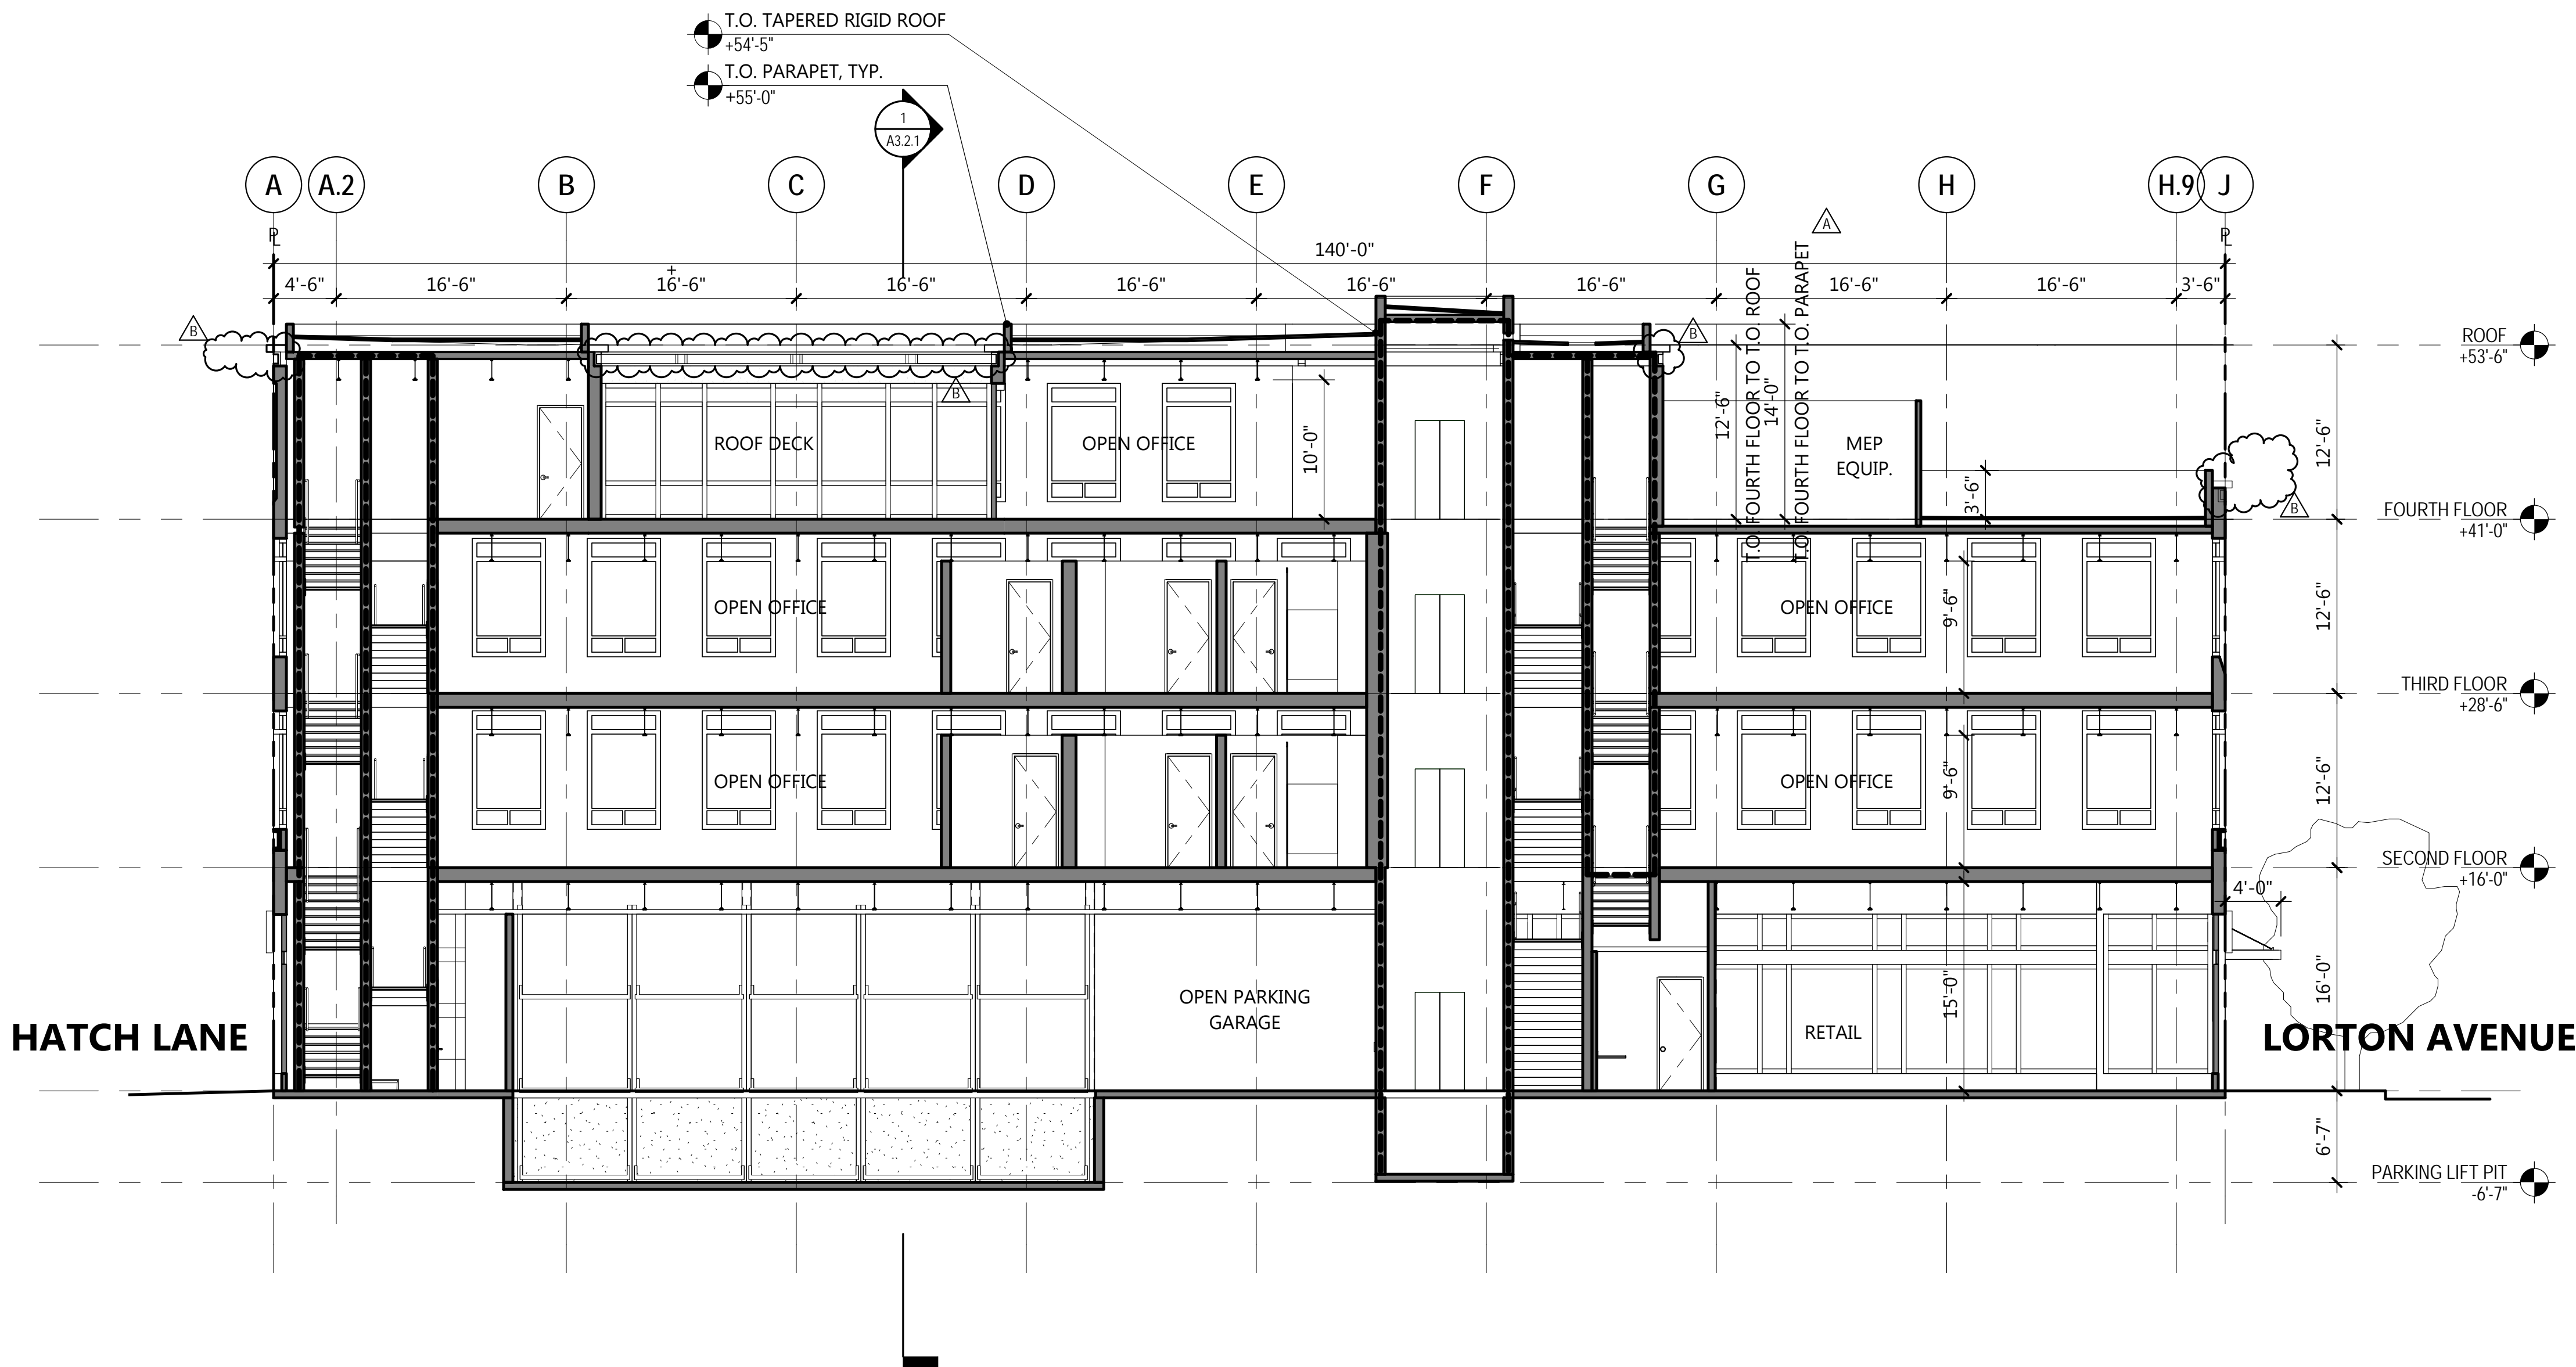 T.O. TAPERED RIGID ROOF
+54'-5"
T.O. PARAPET, TYP.
+55'-0"
1
A3.2.1
A
A.2
B
C
D
E
F
G
H
H.9
J
PL
A
PL
140'-0"
+
4'-6"
16'-6"
16'-6"
16'-6"
16'-6"
16'-6"
16'-6"
16'-6"
16'-6"
3'-6"
B
B
B
B
ROOF
+53'-6"
T.O. FOURTH FLOOR TO T.O. ROOF
T.O. FOURTH FLOOR TO T.O. PARAPET
12'-6"
14'-0"
ROOF DECK
OPEN OFFICE
10'-0"
MEP
EQUIP.
3'-6"
12'-6"
FOURTH FLOOR
+41'-0"
OPEN OFFICE
OPEN OFFICE
9'-6"
12'-6"
THIRD FLOOR
+28'-6"
OPEN OFFICE
OPEN OFFICE
9'-6"
12'-6"
SECOND FLOOR
+16'-0"
4'-0"
OPEN PARKING
GARAGE
RETAIL
15'-0"
16'-0"
HATCH LANE
LORTON AVENUE
6'-7"
PARKING LIFT PIT
-6'-7"